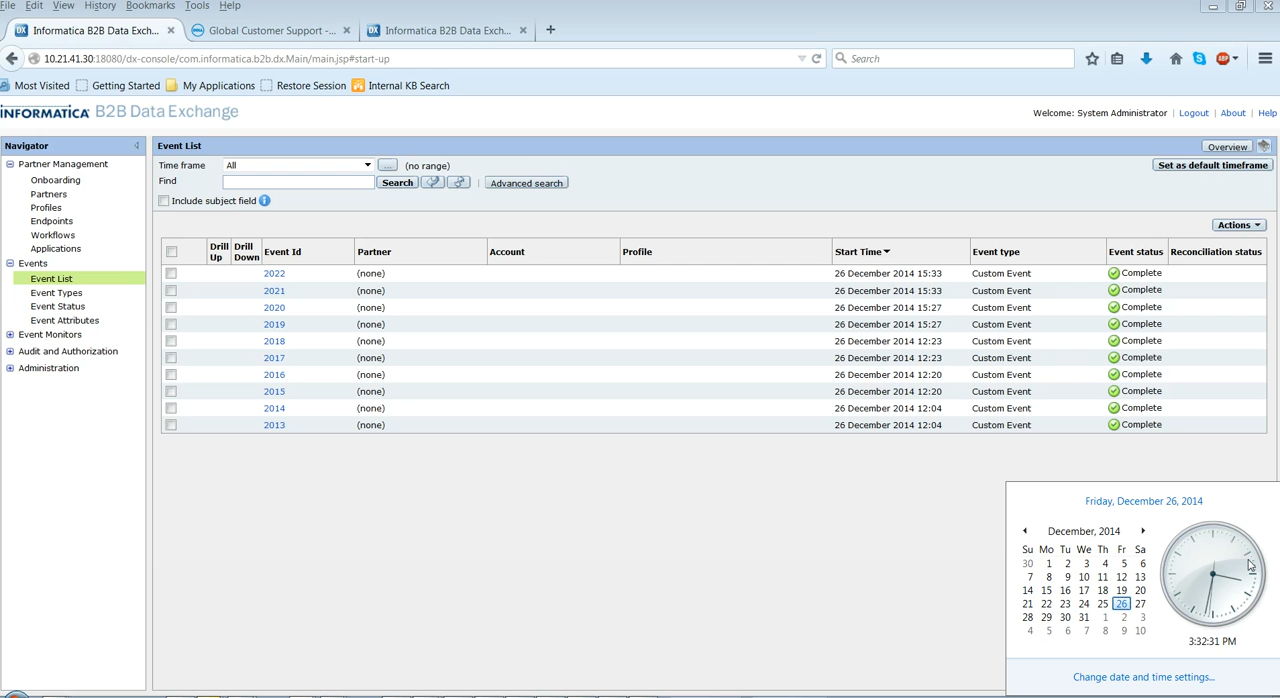 File Edit View History Bookmarks Tools Help
Informatica B2B Data Exch... × Global Customer Support -... × Informatica B2B Data Exch... × +
10.21.41.30:18080/dx-console/com.informatica.b2b.dx.Main/main.jsp#start-up Search ABP
Most Visited Getting Started My Applications Restore Session Internal KB Search
INFORMATICA B2B Data Exchange Welcome: System Administrator | Logout | About | Help
Navigator
Partner Management
Onboarding
Partners
Profiles
Endpoints
Workflows
Applications
Events
Event List
Event Types
Event Status
Event Attributes
Event Monitors
Audit and Authorization
Administration
Event List Overview
Time frame All ... (no range) Set as default timeframe
Find Search | Advanced search
Include subject field
Actions
Drill Up Drill Down Event Id Partner Account Profile Start Time Event type Event status Reconciliation status
2022 (none) 26 December 2014 15:33 Custom Event Complete
2021 (none) 26 December 2014 15:33 Custom Event Complete
2020 (none) 26 December 2014 15:27 Custom Event Complete
2019 (none) 26 December 2014 15:27 Custom Event Complete
2018 (none) 26 December 2014 12:23 Custom Event Complete
2017 (none) 26 December 2014 12:23 Custom Event Complete
2016 (none) 26 December 2014 12:20 Custom Event Complete
2015 (none) 26 December 2014 12:20 Custom Event Complete
2014 (none) 26 December 2014 12:04 Custom Event Complete
2013 (none) 26 December 2014 12:04 Custom Event Complete
Friday, December 26, 2014
December, 2014
Su Mo Tu We Th Fr Sa
30 1 2 3 4 5 6
7 8 9 10 11 12 13
14 15 16 17 18 19 20
21 22 23 24 25 26 27
28 29 30 31 1 2 3
4 5 6 7 8 9 10
3:32:31 PM
Change date and time settings...